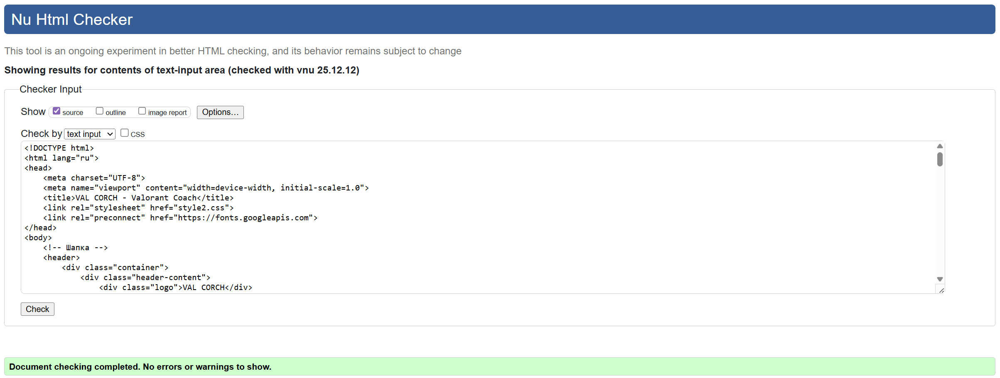 Nu Html Checker
This tool is an ongoing experiment in better HTML checking, and its behavior remains subject to change
Showing results for contents of text-input area (checked with vnu 25.12.12)
Checker Input
Show source outline image report Options...
Check by text input CSS
<!DOCTYPE html>
<html lang="ru">
<head>
    <meta charset="UTF-8">
    <meta name="viewport" content="width=device-width, initial-scale=1.0">
    <title>VAL CORCH - Valorant Coach</title>
    <link rel="stylesheet" href="style2.css">
    <link rel="preconnect" href="https://fonts.googleapis.com">
</head>
<body>
    <!-- Шапка -->
    <header>
        <div class="container">
            <div class="header-content">
                <div class="logo">VAL CORCH</div>
Check
Document checking completed. No errors or warnings to show.